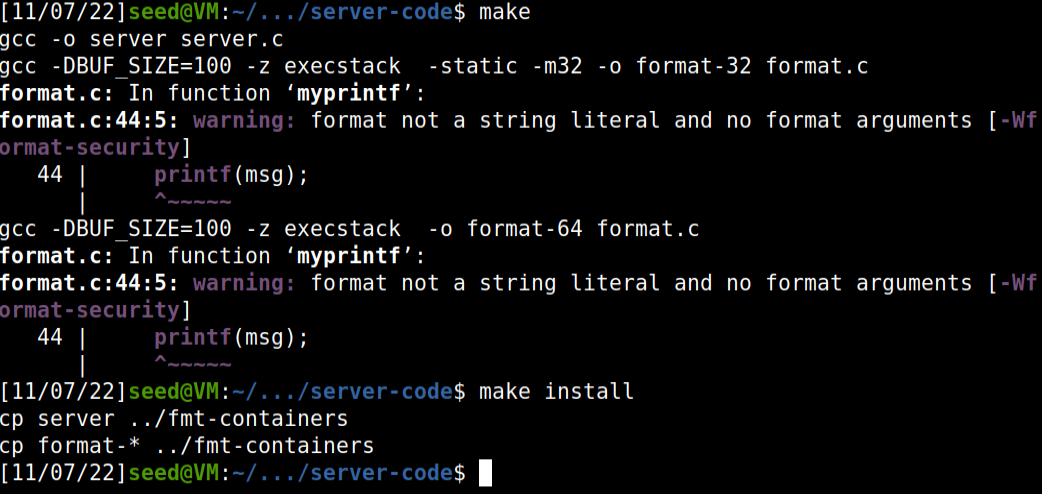 [11/07/22]seed@VM:~/.../server-code$ make
gcc -o server server.c
gcc -DBUF_SIZE=100 -z execstack  -static -m32 -o format-32 format.c
format.c: In function ‘myprintf’:
format.c:44:5: warning: format not a string literal and no format arguments [-Wf
ormat-security]
   44 |     printf(msg);
      |     ^~~~~~
gcc -DBUF_SIZE=100 -z execstack  -o format-64 format.c
format.c: In function ‘myprintf’:
format.c:44:5: warning: format not a string literal and no format arguments [-Wf
ormat-security]
   44 |     printf(msg);
      |     ^~~~~~
[11/07/22]seed@VM:~/.../server-code$ make install
cp server ../fmt-containers
cp format-* ../fmt-containers
[11/07/22]seed@VM:~/.../server-code$